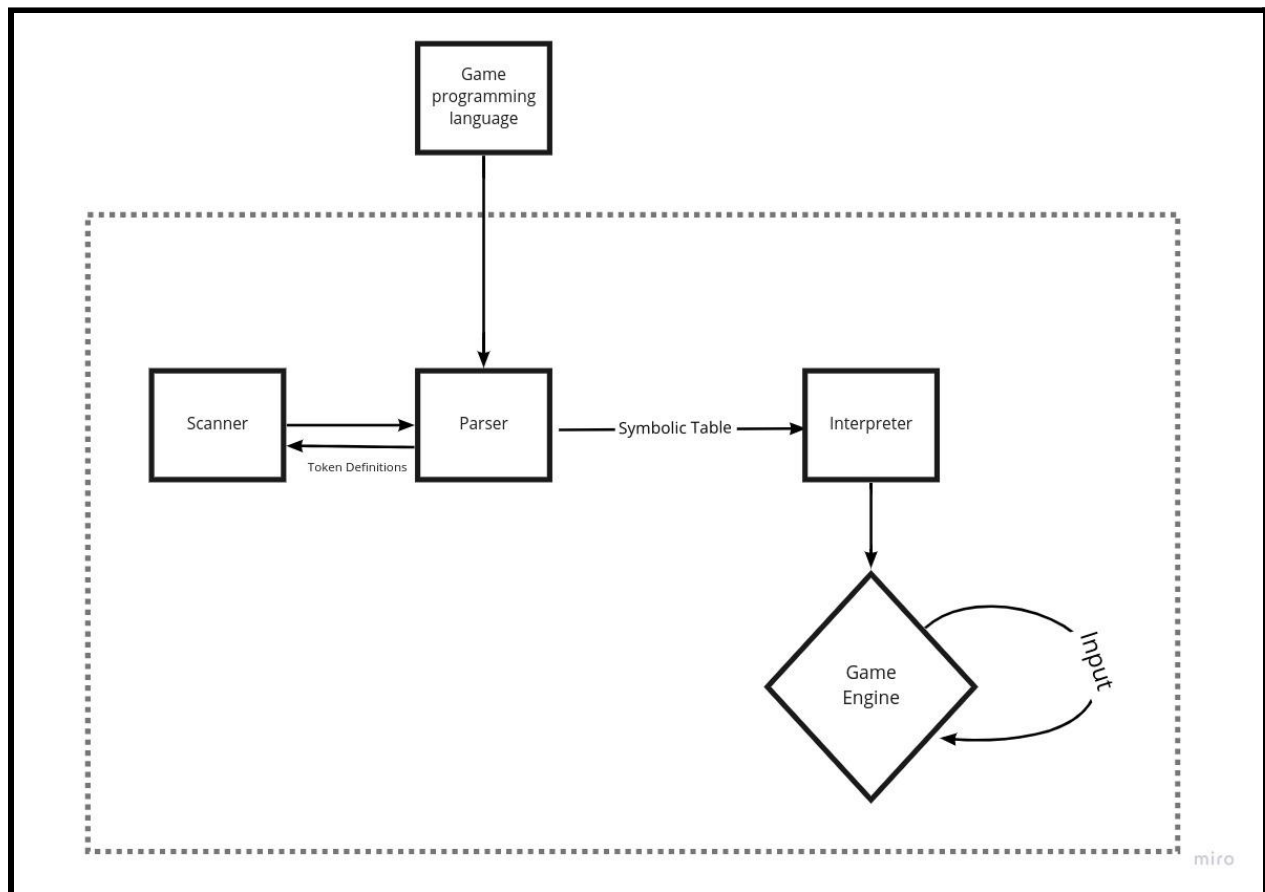 Game
programming
language
Scanner
Parser
Symbolic Table
Interpreter
Token Definitions
Game
Engine
Input
miro